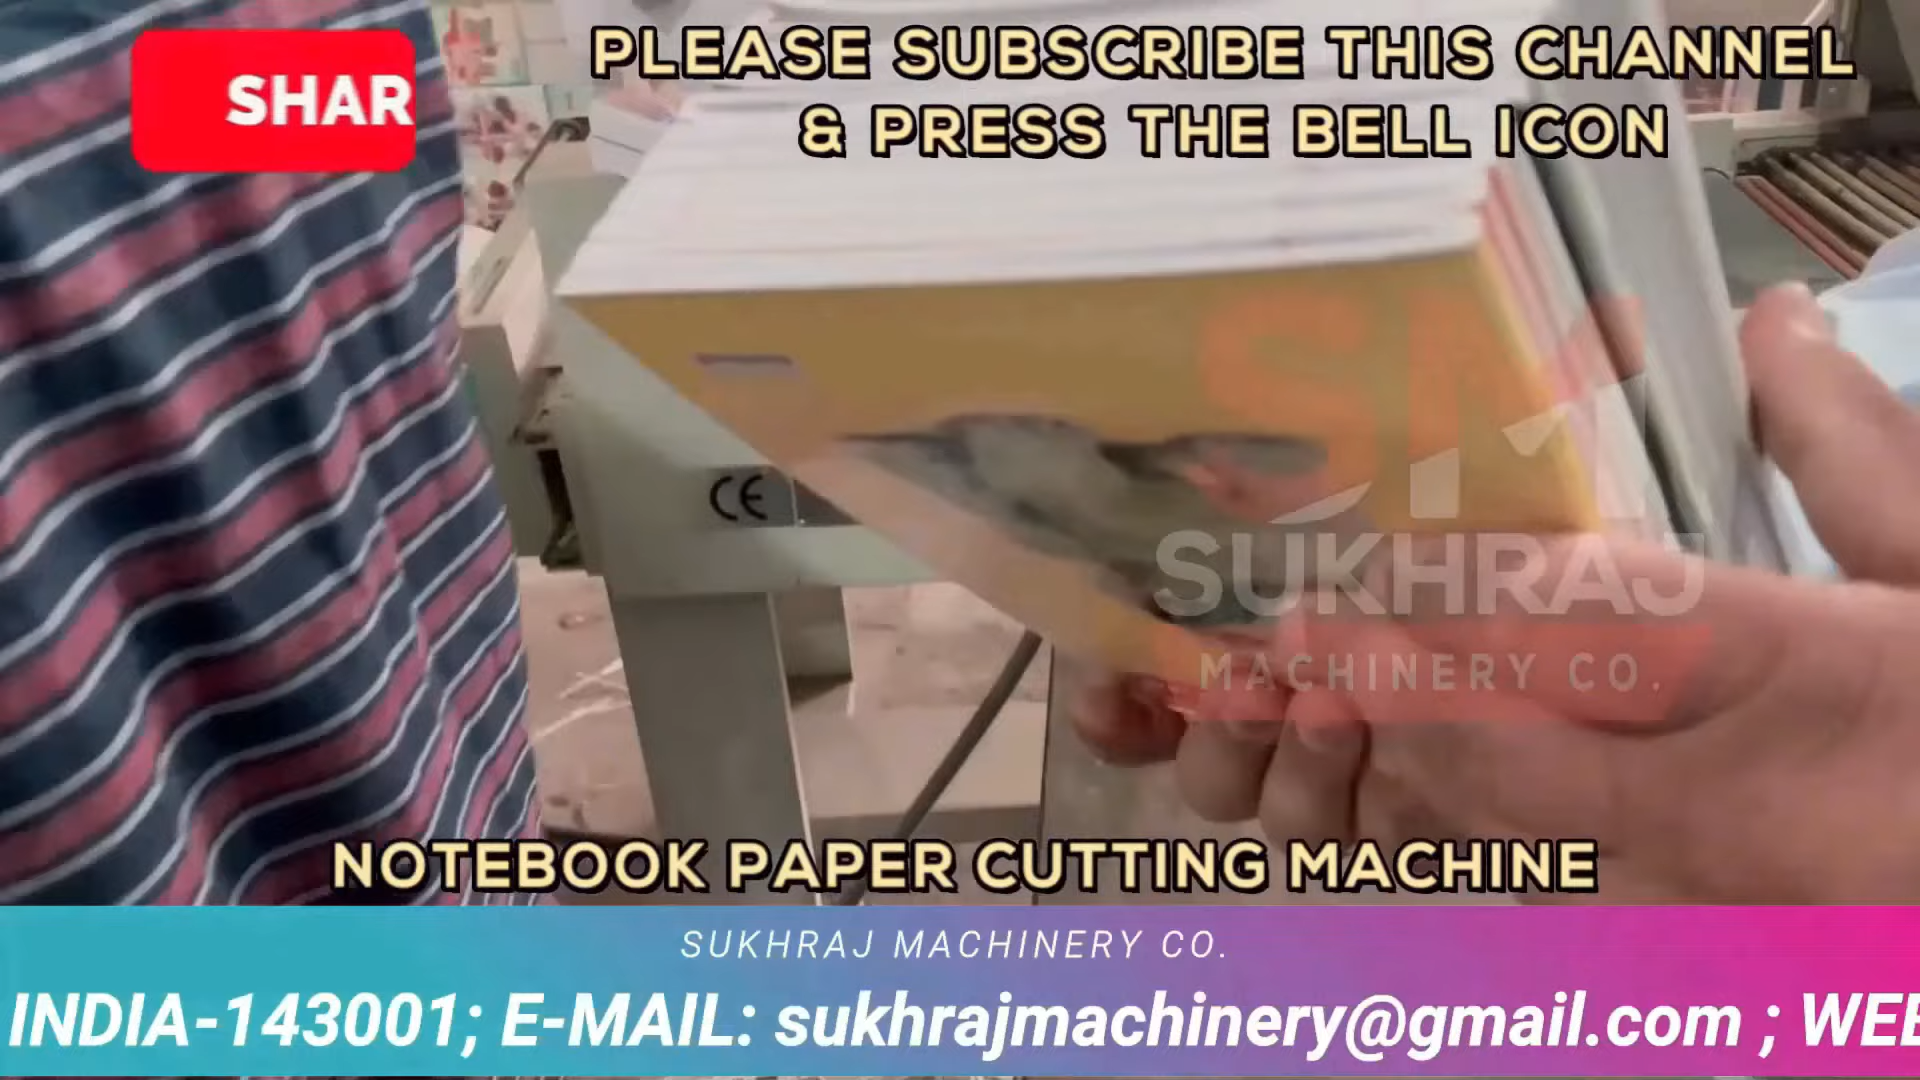 SHAR
PLEASE SUBSCRIBE THIS CHANNEL
& PRESS THE BELL ICON
CE
SM
SUKHRAJ
MACHINERY CO.
NOTEBOOK PAPER CUTTING MACHINE
SUKHRAJ MACHINERY CO.
INDIA-143001; E-MAIL: sukhrajmachinery@gmail.com ; WEB